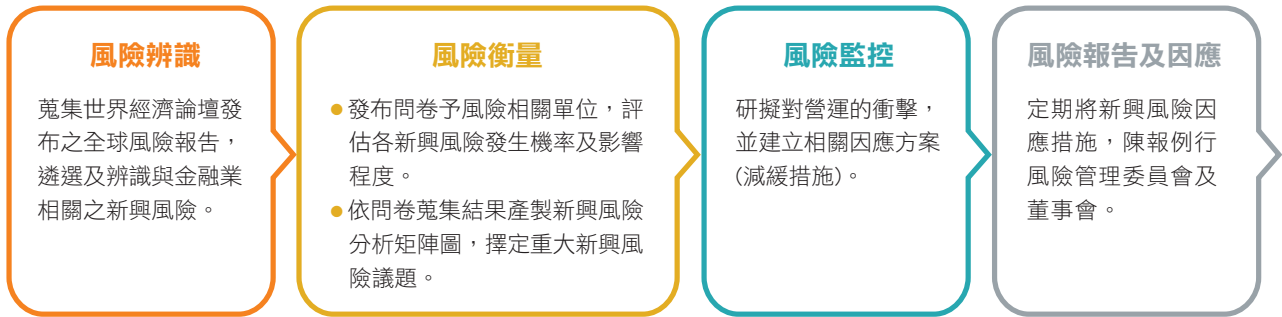 風險辨識
蒐集世界經濟論壇發
布之全球風險報告，
遴選及辨識與金融業
相關之新興風險。
風險衡量
●發布問卷予風險相關單位，評
估各新興風險發生機率及影響
程度。
●依問卷蒐集結果產製新興風險
分析矩陣圖，擇定重大新興風
險議題。
風險監控
研擬對營運的衝擊，
並建立相關因應方案
(減緩措施)。
風險報告及因應
定期將新興風險因
應措施，陳報例行
風險管理委員會及
董事會。